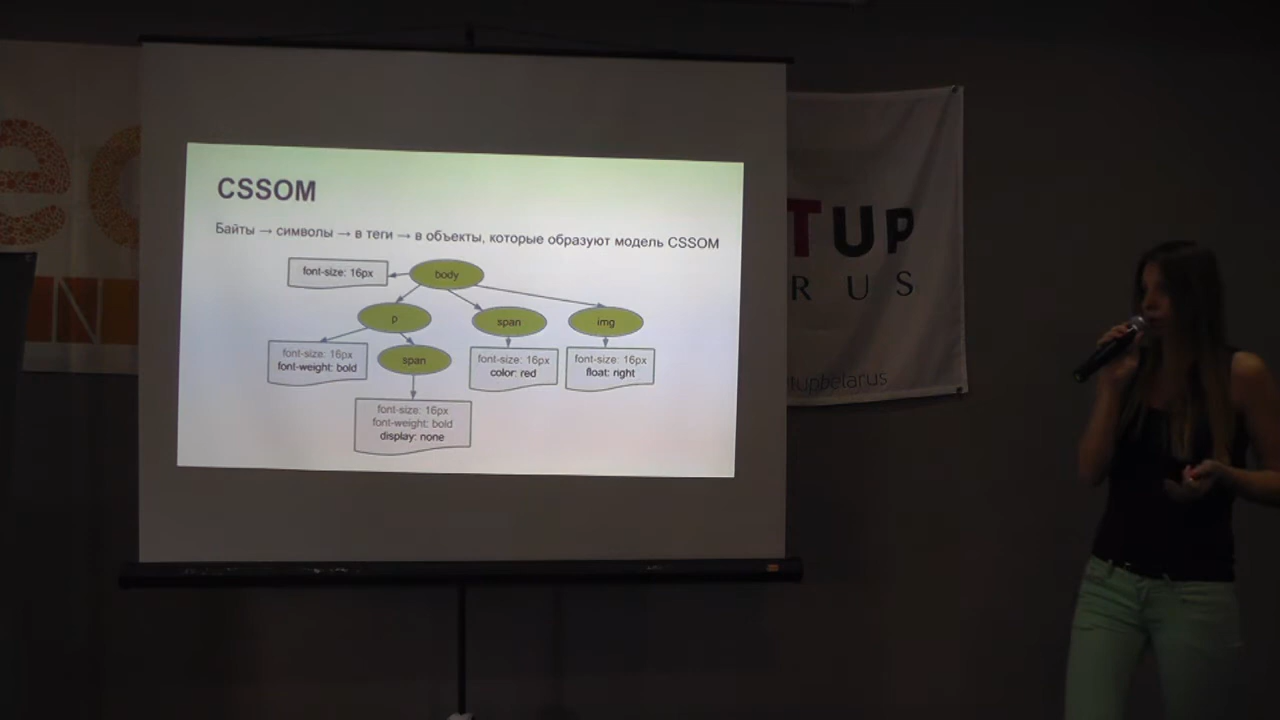 CSSOM
Байты → символы → в теги → в объекты, которые образуют модель CSSOM
font-size: 16px
body
p
span
img
font-size: 16px
font-weight: bold
span
font-size: 16px
color: red
font-size: 16px
float: right
font-size: 16px
font-weight: bold
display: none
TUP
RUS
tupbelarus
ec
N